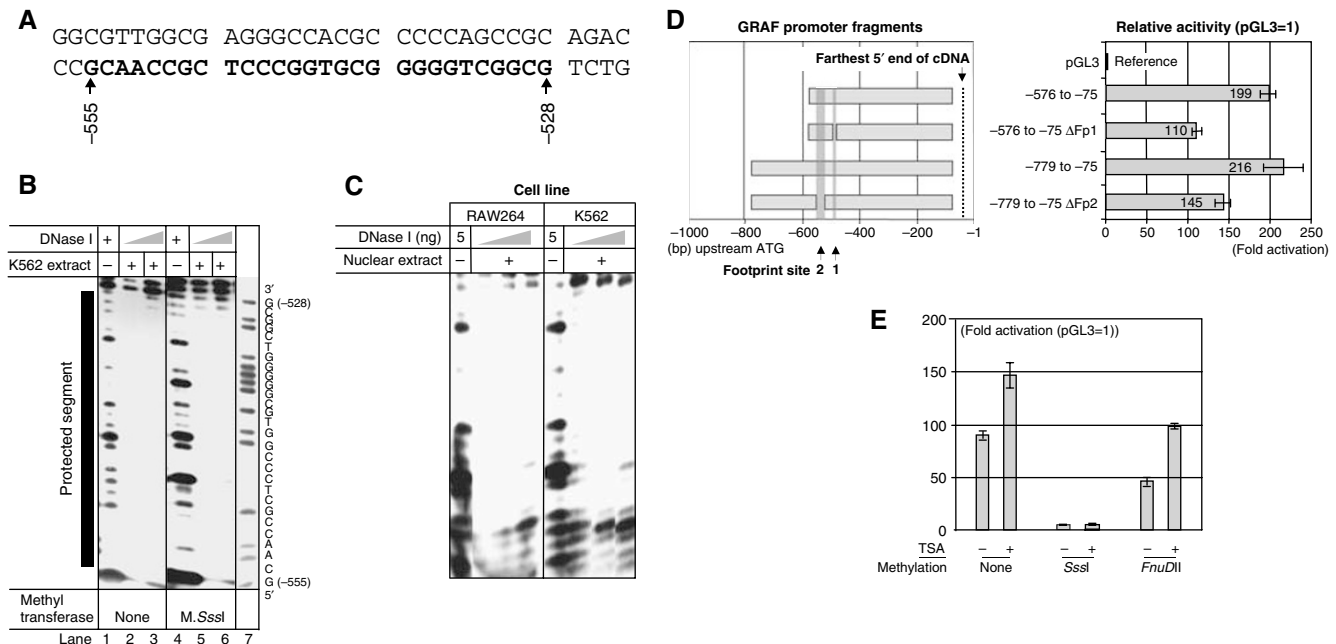 A
GGCGTTGGCG AGGGCCACGC CCCCAGCCGC AGAC
CCGCAACCGC TCCCGGTGCG GGGGTCGGCG TCTG
−555
−528
B
DNase I + +
K562 extract − + + − + +
Protected segment
3′
G (−528)
C
G
G
C
T
G
G
G
G
G
C
G
T
G
G
C
C
C
T
C
G
C
C
A
A
C
G (−555)
5′
Methyl transferase None M.SssI
Lane 1 2 3 4 5 6 7
C
Cell line
RAW264 K562
DNase I (ng) 5 5
Nuclear extract − + − +
D
GRAF promoter fragments
Farthest 5′ end of cDNA
−1000 −800 −600 −400 −200 −1
(bp) upstream ATG
Footprint site 2 1
Relative acitivity (pGL3=1)
pGL3 Reference
−576 to −75 199
−576 to −75 ΔFp1 110
−779 to −75 216
−779 to −75 ΔFp2 145
0 50 100 150 200 250
(Fold activation)
E
(Fold activation (pGL3=1))
200
150
100
50
0
TSA − + − + − +
Methylation None SssI FnuDII